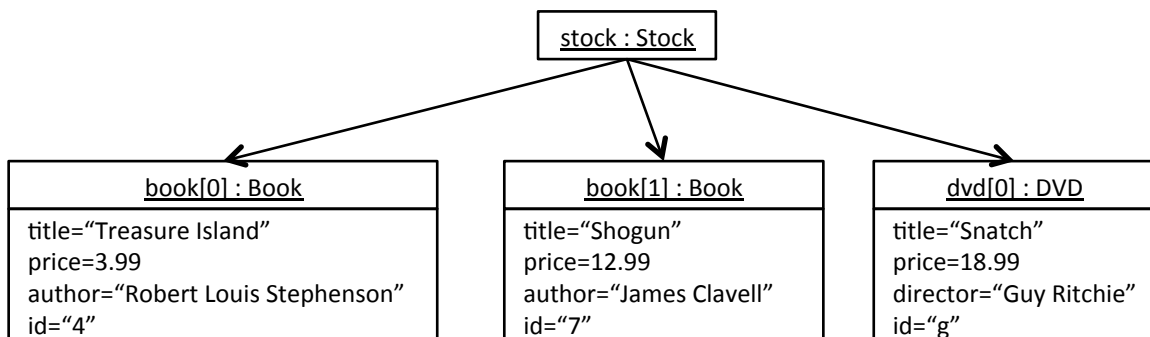 stock : Stock
book[0] : Book
title=“Treasure Island”
price=3.99
author=“Robert Louis Stephenson”
id=“4”
book[1] : Book
title=“Shogun”
price=12.99
author=“James Clavell”
id=“7”
dvd[0] : DVD
title=“Snatch”
price=18.99
director=“Guy Ritchie”
id=“g”